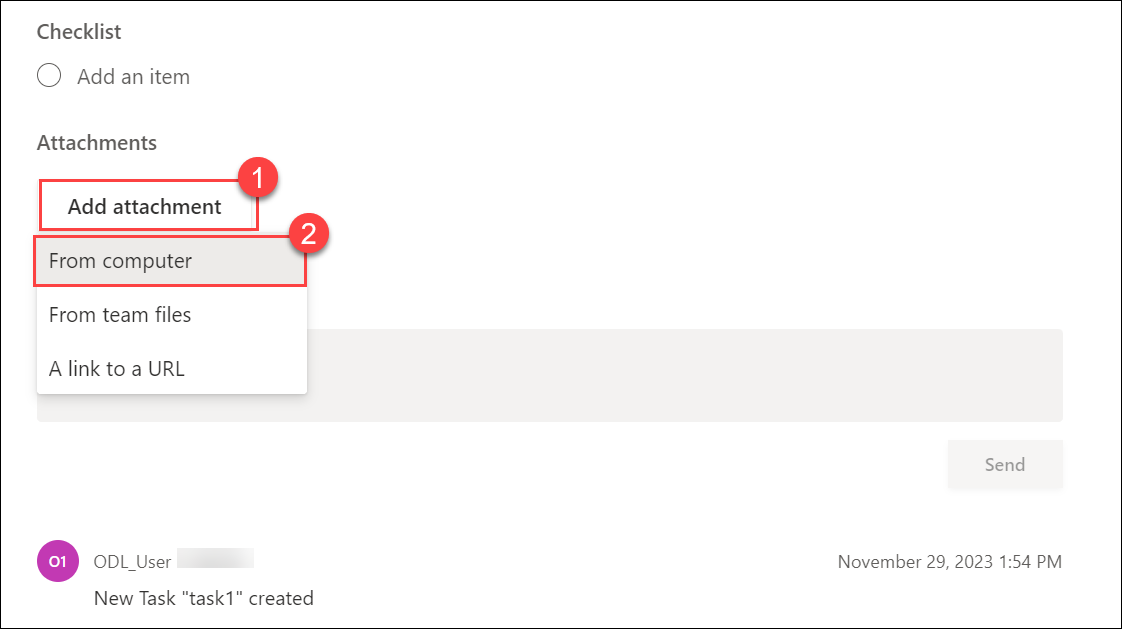 Checklist
Add an item
Attachments
1
Add attachment
2
From computer
From team files
A link to a URL
Send
O1 ODL_User November 29, 2023 1:54 PM
New Task "task1" created